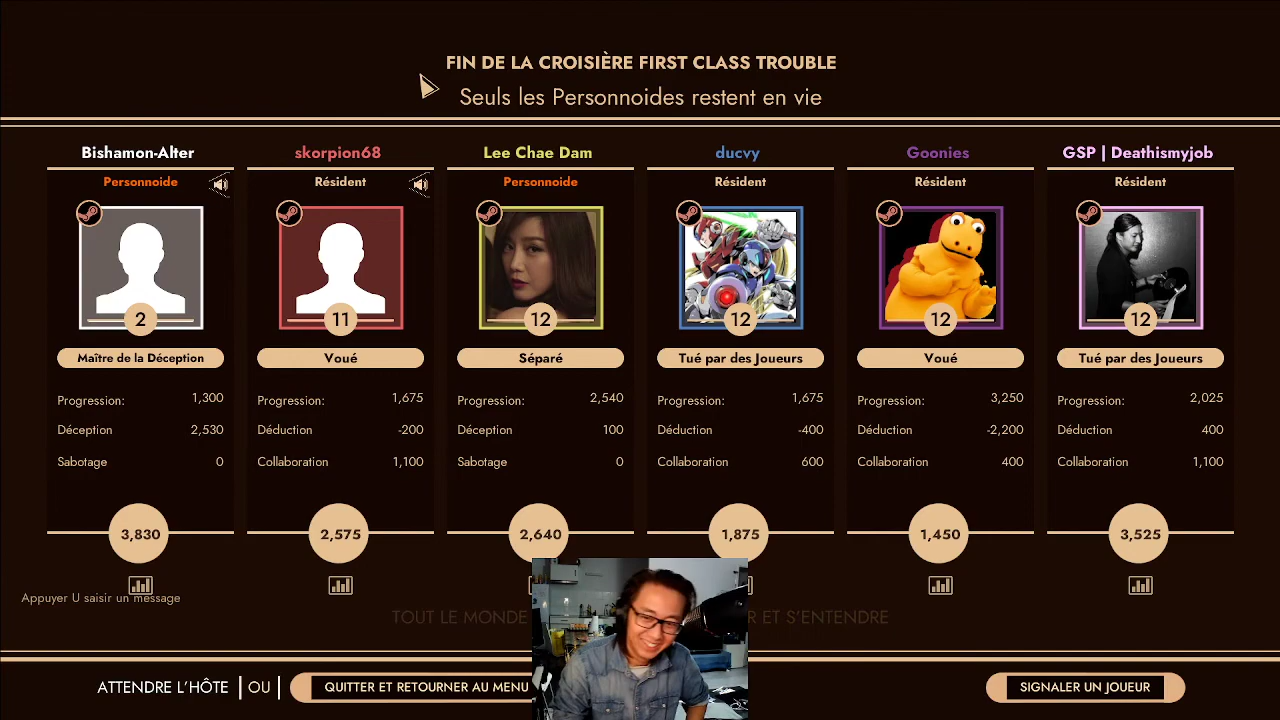 FIN DE LA CROISIÈRE FIRST CLASS TROUBLE
Seuls les Personnoides restent en vie
Bishamon-Alter skorpion68 Lee Chae Dam ducvy Goonies GSP | Deathismyjob
Personnoide Résident Personnoide Résident Résident Résident
2 11 12 12 12 12
Maître de la Déception Voué Séparé Tué par des Joueurs Voué Tué par des Joueurs
Progression: 1,300 Progression: 1,675 Progression: 2,540 Progression: 1,675 Progression: 3,250 Progression: 2,025
Déception 2,530 Déduction -200 Déception 100 Déduction -400 Déduction -2,200 Déduction 400
Sabotage 0 Collaboration 1,100 Sabotage 0 Collaboration 600 Collaboration 400 Collaboration 1,100
3,830 2,575 2,640 1,875 1,450 3,525
Appuyer U saisir un message
TOUT LE MONDE R ET S'ENTENDRE
ATTENDRE L'HÔTE | OU | QUITTER ET RETOURNER AU MENU SIGNALER UN JOUEUR